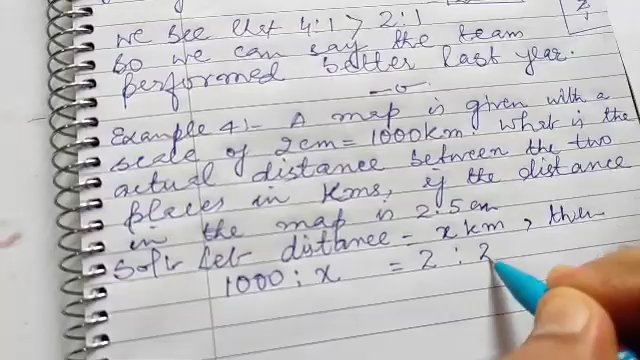 we see that 4:1 > 2:1
So we can say the team
performed better last year.
Example 4):- A map is given with a
scale of 2cm = 1000km. What is the
actual distance between the two
places in kms, if the distance
in the map is 2.5 cm
Soln Let distance = x km, then
1000 : x = 2 : 2